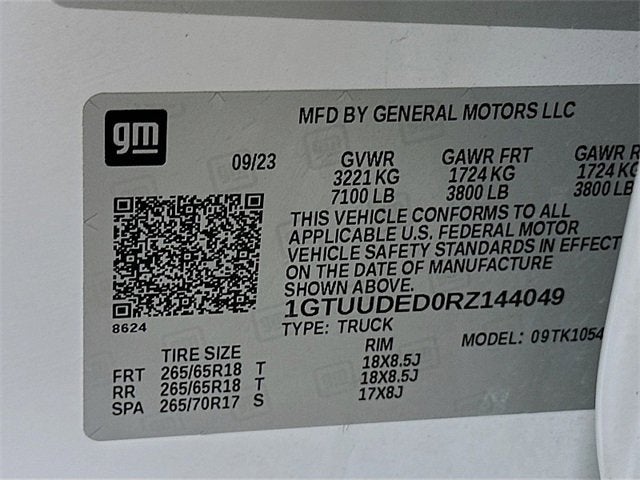 gm
MFD BY GENERAL MOTORS LLC
09/23 GVWR GAWR FRT GAWR R
3221 KG 1724 KG 1724 KG
7100 LB 3800 LB 3800 LB
THIS VEHICLE CONFORMS TO ALL
APPLICABLE U.S. FEDERAL MOTOR
VEHICLE SAFETY STANDARDS IN EFFECT
ON THE DATE OF MANUFACTURE
SHOWN ABOVE.
1GTUUDED0RZ144049
8624
TYPE: TRUCK MODEL: 09TK1054
TIRE SIZE RIM
FRT 265/65R18 T 18X8.5J
RR 265/65R18 T 18X8.5J
SPA 265/70R17 S 17X8J